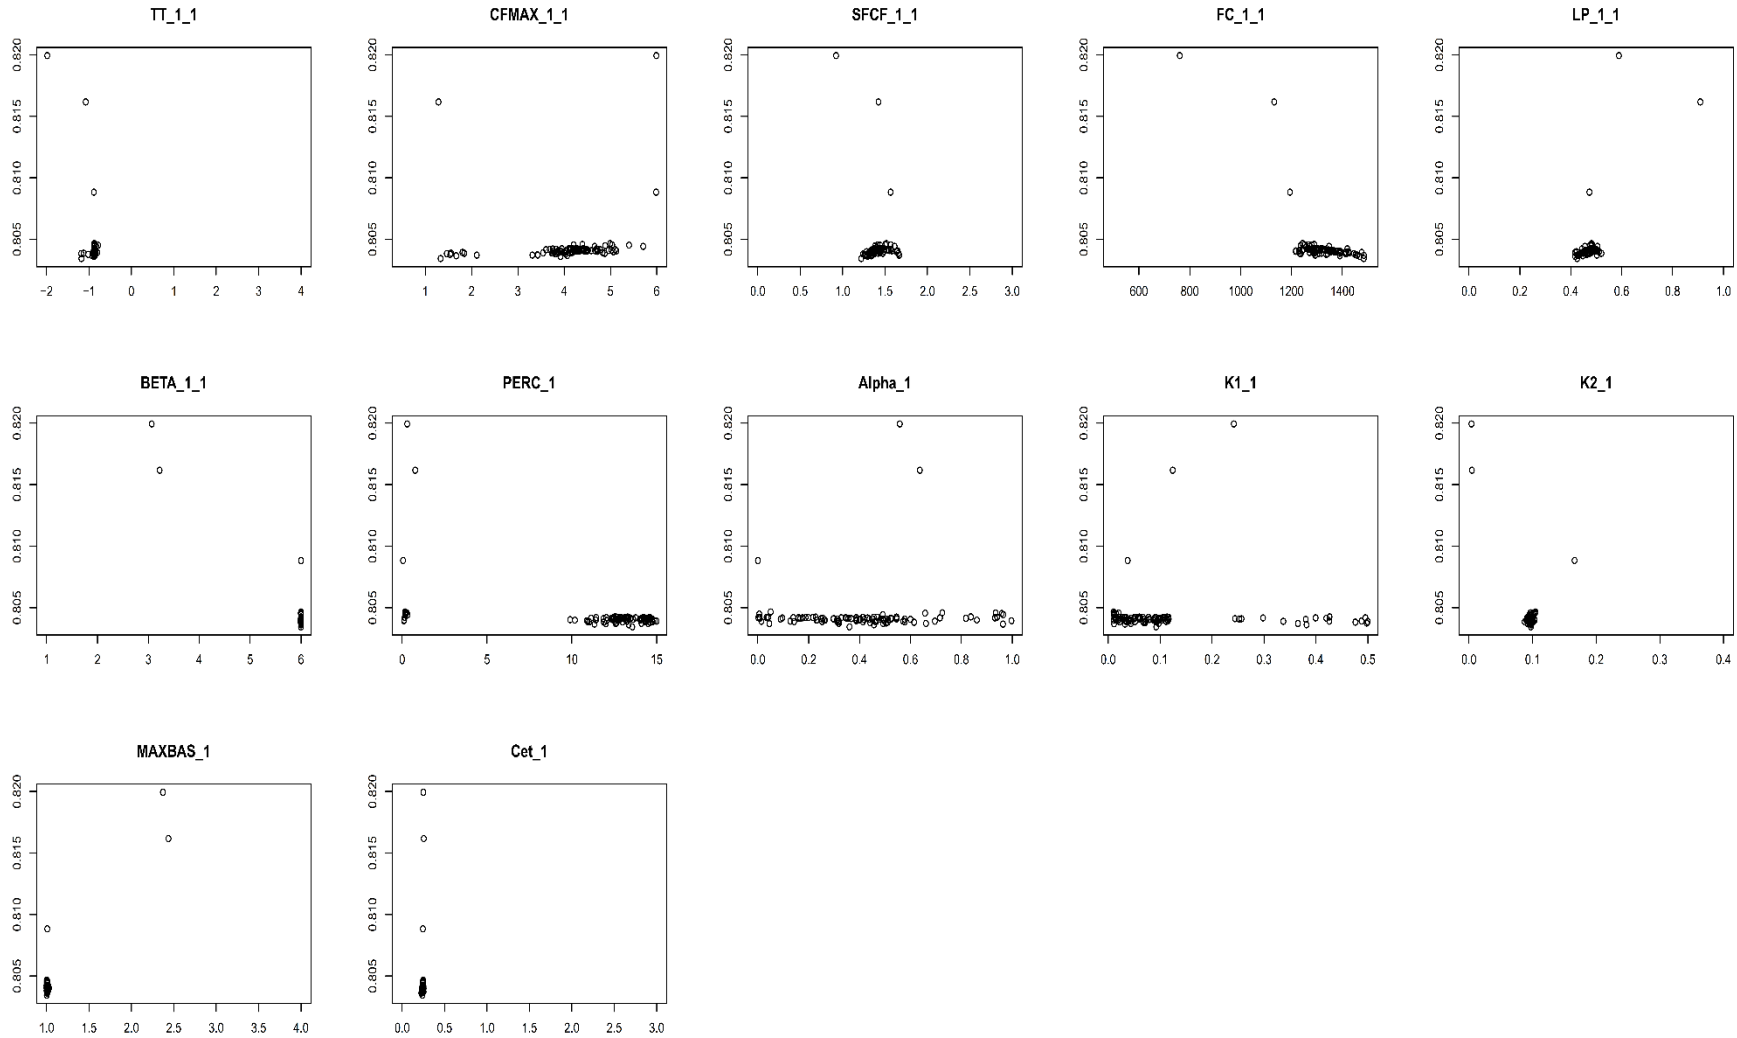 TT_1_1 CFMAX_1_1 SFCF_1_1 FC_1_1 LP_1_1
0.820 0.820 0.820 0.820 0.820
0.815 0.815 0.815 0.815 0.815
0.810 0.810 0.810 0.810 0.810
0.805 0.805 0.805 0.805 0.805
−2 −1 0 1 2 3 4 1 2 3 4 5 6 0.0 0.5 1.0 1.5 2.0 2.5 3.0 600 800 1000 1200 1400 0.0 0.2 0.4 0.6 0.8 1.0
BETA_1_1 PERC_1 Alpha_1 K1_1 K2_1
0.820 0.820 0.820 0.820 0.820
0.815 0.815 0.815 0.815 0.815
0.810 0.810 0.810 0.810 0.810
0.805 0.805 0.805 0.805 0.805
1 2 3 4 5 6 0 5 10 15 0.0 0.2 0.4 0.6 0.8 1.0 0.0 0.1 0.2 0.3 0.4 0.5 0.0 0.1 0.2 0.3 0.4
MAXBAS_1 Cet_1
0.820 0.820
0.815 0.815
0.810 0.810
0.805 0.805
1.0 1.5 2.0 2.5 3.0 3.5 4.0 0.0 0.5 1.0 1.5 2.0 2.5 3.0